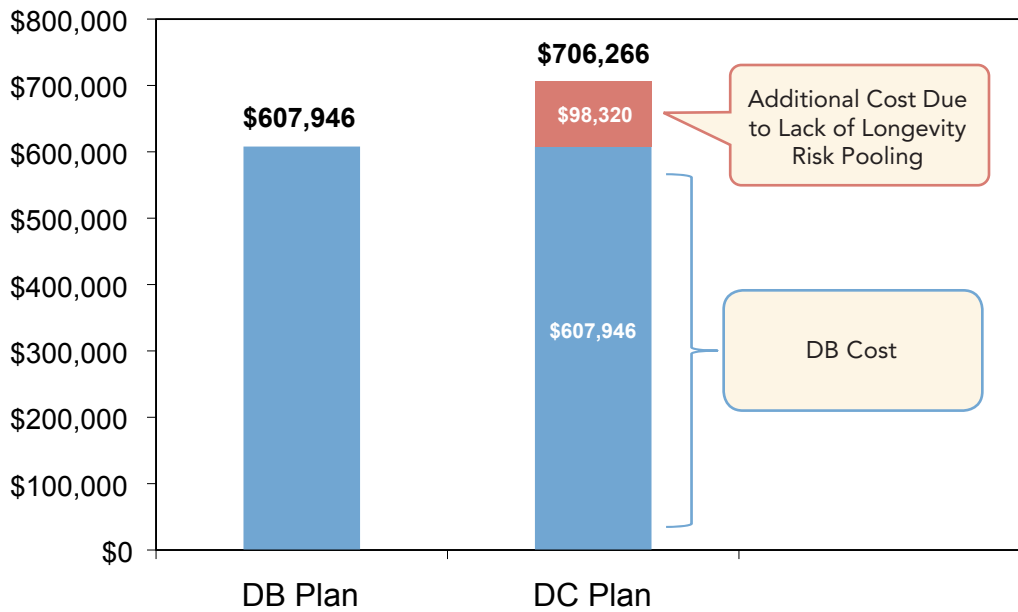 $800,000
$700,000
$600,000
$500,000
$400,000
$300,000
$200,000
$100,000
$0
$607,946
DB Plan
$706,266
$98,320
$607,946
DC Plan
Additional Cost Due
to Lack of Longevity
Risk Pooling
DB Cost